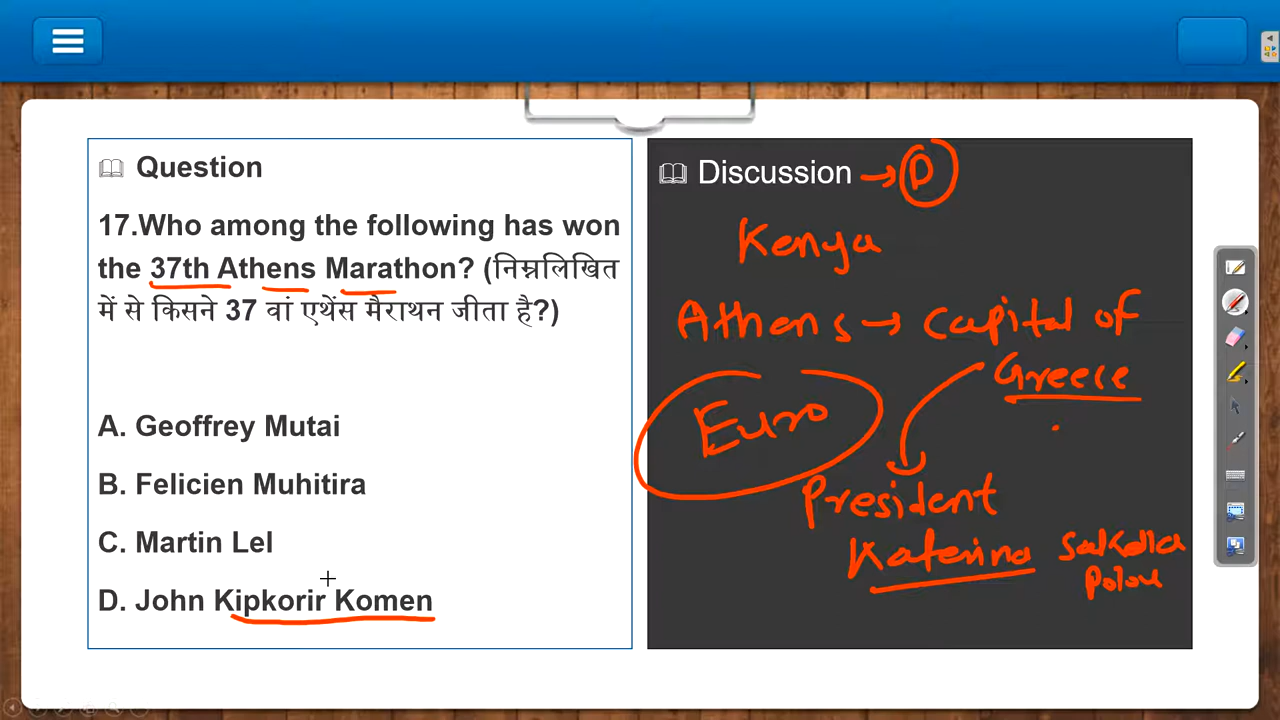 Question
17.Who among the following has won
the 37th Athens Marathon? (निम्नलिखित
में से किसने 37 वां एथेंस मैराथन जीता है?)
A. Geoffrey Mutai
B. Felicien Muhitira
C. Martin Lel
D. John Kipkorir Komen
Discussion → D
Kenya
Athens → Capital of
Greece
Euro
President
Katerina Sakella
Polou